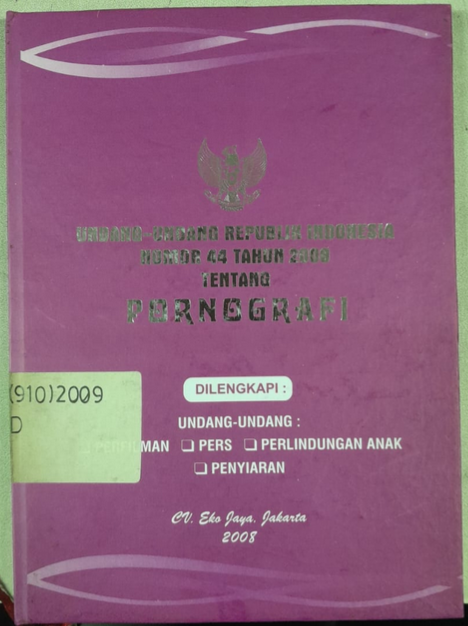 UNDANG-UNDANG REPUBLIK INDONESIA
NOMOR 44 TAHUN 2008
TENTANG
PORNOGRAFI
DILENGKAPI :
(910)2009
D
UNDANG-UNDANG :
❑ PERFILMAN ❑ PERS ❑ PERLINDUNGAN ANAK
❑ PENYIARAN
CV. Eko Jaya, Jakarta
2008